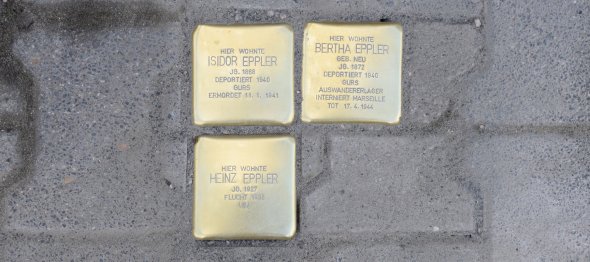 HIER WOHNTE
ISIDOR EPPLER
JG. 1868
DEPORTIERT 1940
GURS
ERMORDET 11.1. 1941
HIER WOHNTE
BERTHA EPPLER
GEB. NEU
JG. 1872
DEPORTIERT 1940
GURS
AUSWANDERERLAGER
INTERNIERT MARSEILLE
TOT 17.4.1944
HIER WOHNTE
HEINZ EPPLER
JG. 1927
FLUCHT